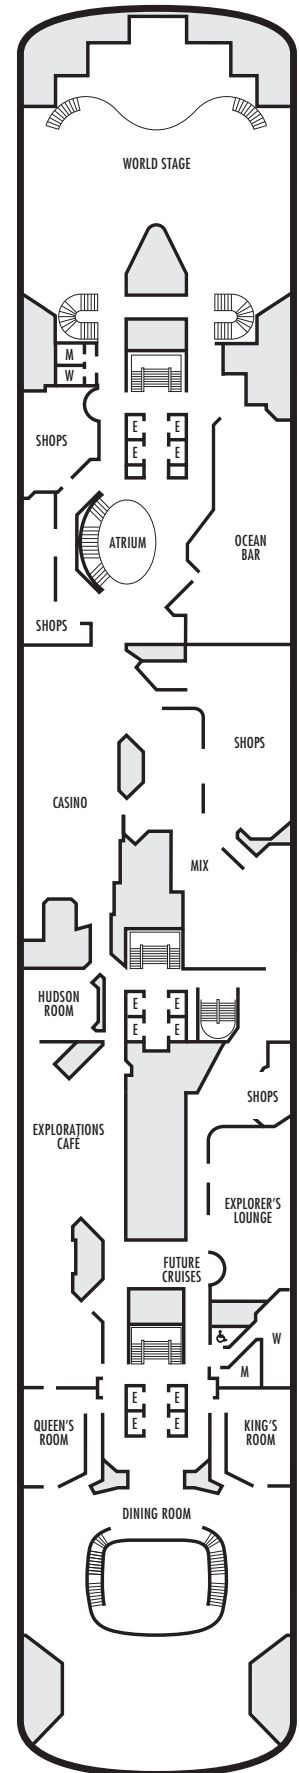 WORLD STAGE
M
W
E
E
E
E
SHOPS
ATRIUM
OCEAN
BAR
SHOPS
SHOPS
CASINO
MIX
HUDSON
ROOM
E
E
E
E
SHOPS
EXPLORATIONS
CAFÉ
EXPLORER'S
LOUNGE
FUTURE
CRUISES
W
M
E
E
E
E
QUEEN'S
ROOM
KING'S
ROOM
DINING ROOM